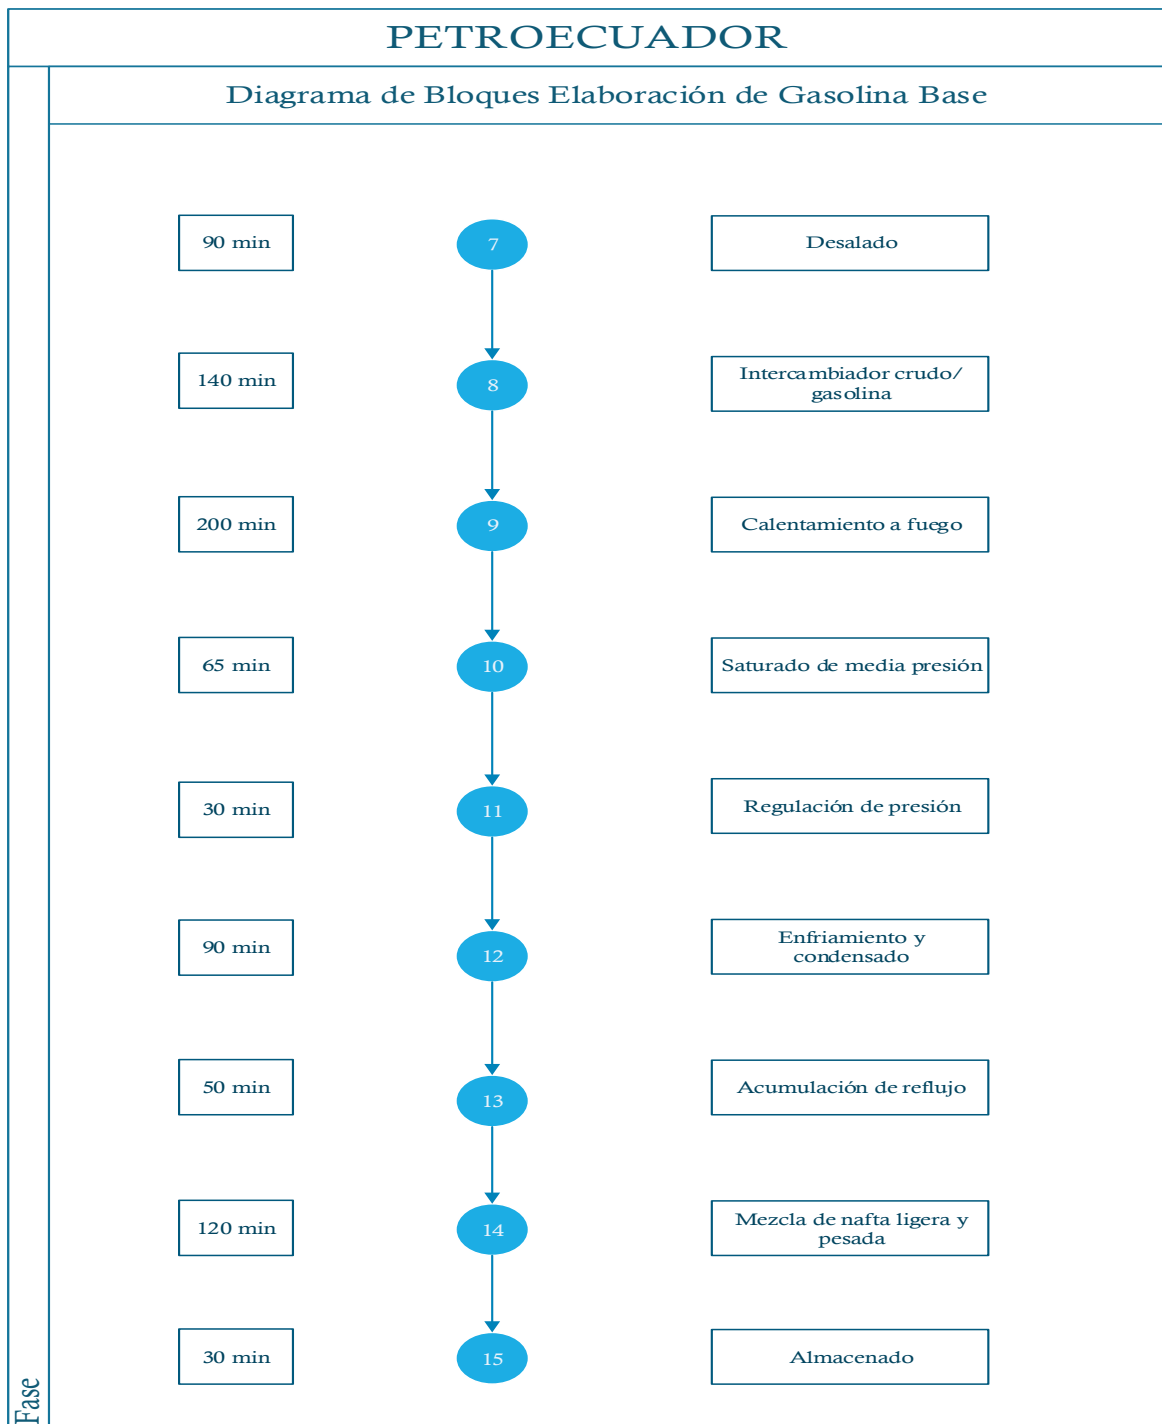 PETROECUADOR
Diagrama de Bloques Elaboración de Gasolina Base
90 min
7
Desalado
140 min
8
Intercambiador crudo/
gasolina
200 min
9
Calentamiento a fuego
65 min
10
Saturado de media presión
30 min
11
Regulación de presión
90 min
12
Enfriamiento y
condensado
50 min
13
Acumulación de reflujo
120 min
14
Mezcla de nafta ligera y
pesada
30 min
15
Almacenado
Fase